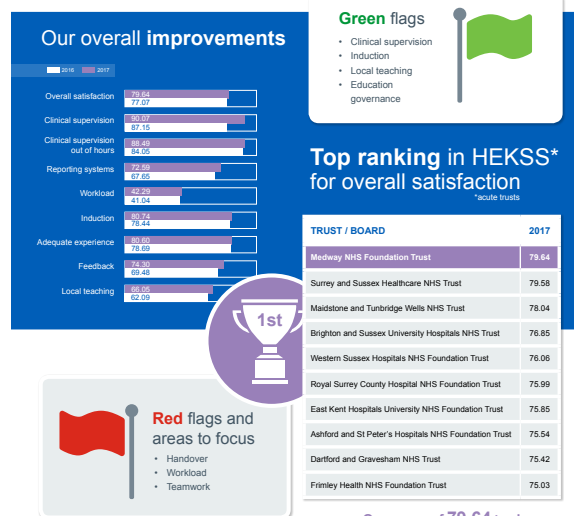 Our overall improvements
2016 2017
Overall satisfaction 79.64
77.07
Clinical supervision 90.07
87.15
Clinical supervision
out of hours 88.49
84.05
Reporting systems 72.59
67.65
Workload 42.29
41.04
Induction 80.74
78.44
Adequate experience 80.60
78.69
Feedback 74.30
69.48
Local teaching 66.05
62.09
1st
Green flags
• Clinical supervision
• Induction
• Local teaching
• Education
governance
Top ranking in HEKSS*
for overall satisfaction
*acute trusts
TRUST / BOARD 2017
Medway NHS Foundation Trust 79.64
Surrey and Sussex Healthcare NHS Trust 79.58
Maidstone and Tunbridge Wells NHS Trust 78.04
Brighton and Sussex University Hospitals NHS Trust 76.85
Western Sussex Hospitals NHS Foundation Trust 76.06
Royal Surrey County Hospital NHS Foundation Trust 75.99
East Kent Hospitals University NHS Foundation Trust 75.85
Ashford and St Peter's Hospitals NHS Foundation Trust 75.54
Dartford and Gravesham NHS Trust 75.42
Frimley Health NHS Foundation Trust 75.03
Red flags and
areas to focus
• Handover
• Workload
• Teamwork
79.64